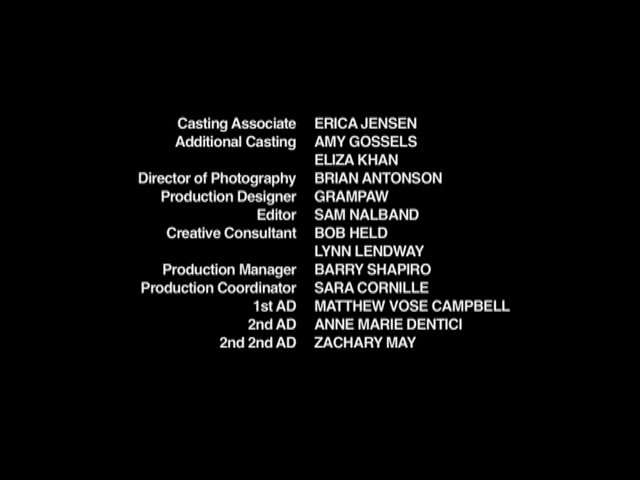 Casting Associate ERICA JENSEN
Additional Casting AMY GOSSELS
ELIZA KHAN
Director of Photography BRIAN ANTONSON
Production Designer GRAMPAW
Editor SAM NALBAND
Creative Consultant BOB HELD
LYNN LENDWAY
Production Manager BARRY SHAPIRO
Production Coordinator SARA CORNILLE
1st AD MATTHEW VOSE CAMPBELL
2nd AD ANNE MARIE DENTICI
2nd 2nd AD ZACHARY MAY